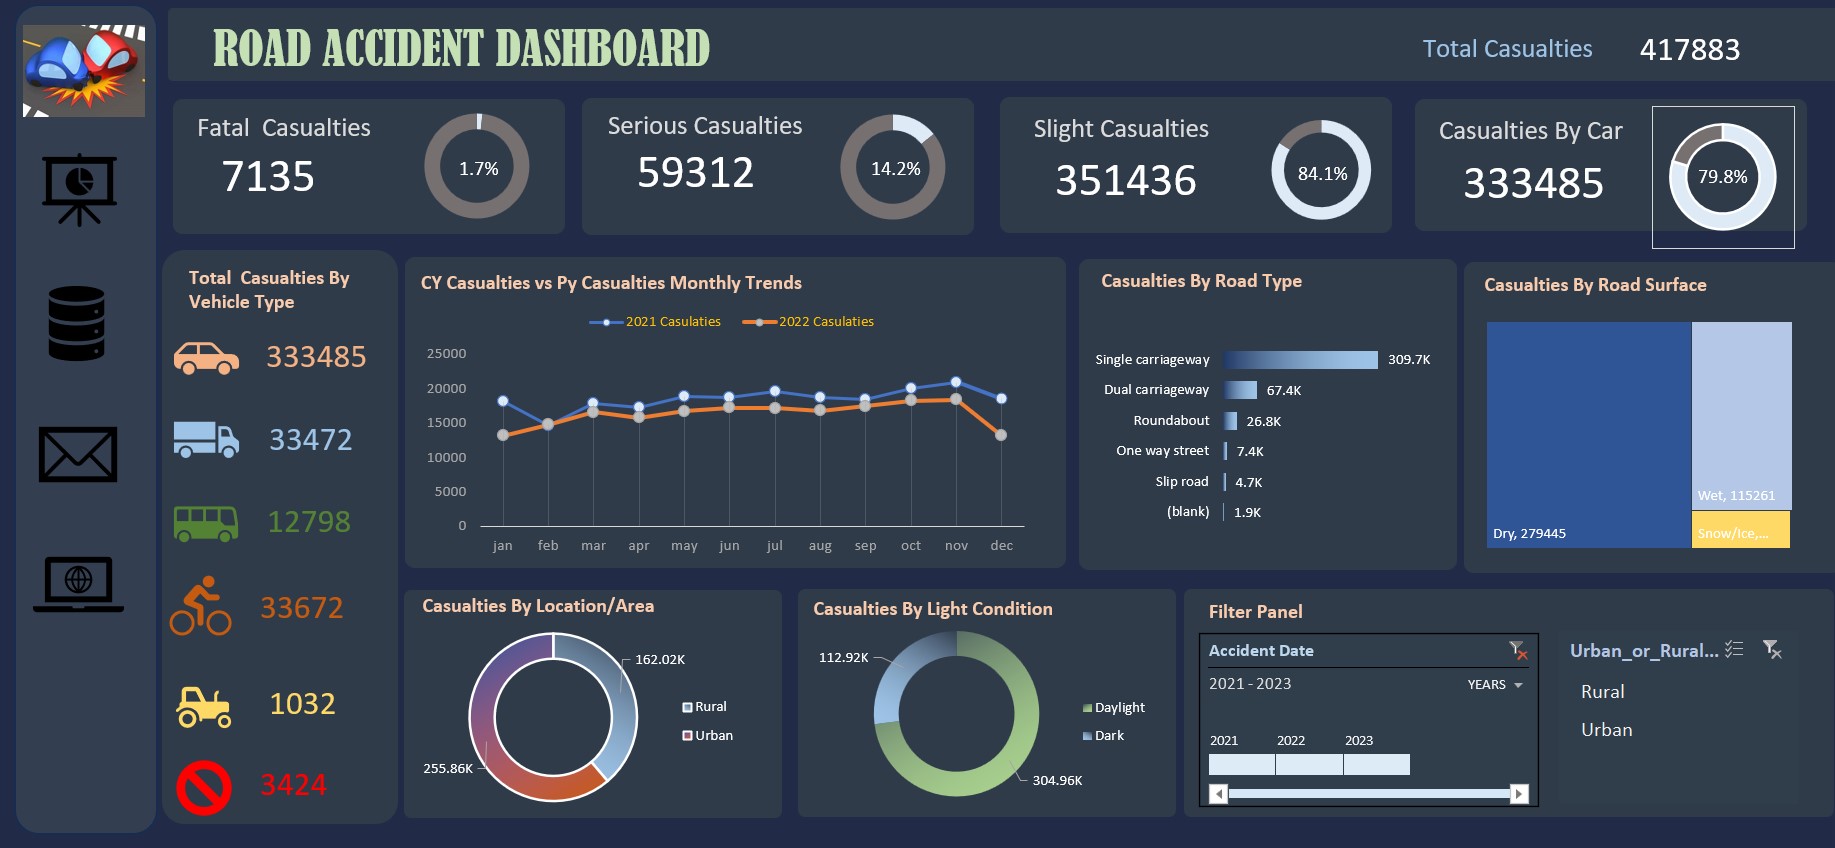 ROAD ACCIDENT DASHBOARD
Total Casualties 417883
Fatal Casualties
7135
1.7%
Serious Casualties
59312
14.2%
Slight Casualties
351436
84.1%
Casualties By Car
333485
79.8%
Total Casualties By
Vehicle Type
333485
33472
12798
33672
1032
3424
CY Casualties vs Py Casualties Monthly Trends
2021 Casulaties 2022 Casulaties
25000
20000
15000
10000
5000
0
jan feb mar apr may jun jul aug sep oct nov dec
Casualties By Road Type
Single carriageway 309.7K
Dual carriageway 67.4K
Roundabout 26.8K
One way street 7.4K
Slip road 4.7K
(blank) 1.9K
Casualties By Road Surface
Dry, 279445
Wet, 115261
Snow/Ice,...
Casualties By Location/Area
162.02K
255.86K
Rural
Urban
Casualties By Light Condition
112.92K
304.96K
Daylight
Dark
Filter Panel
Accident Date
2021 - 2023
YEARS
2021 2022 2023
Urban_or_Rural...
Rural
Urban